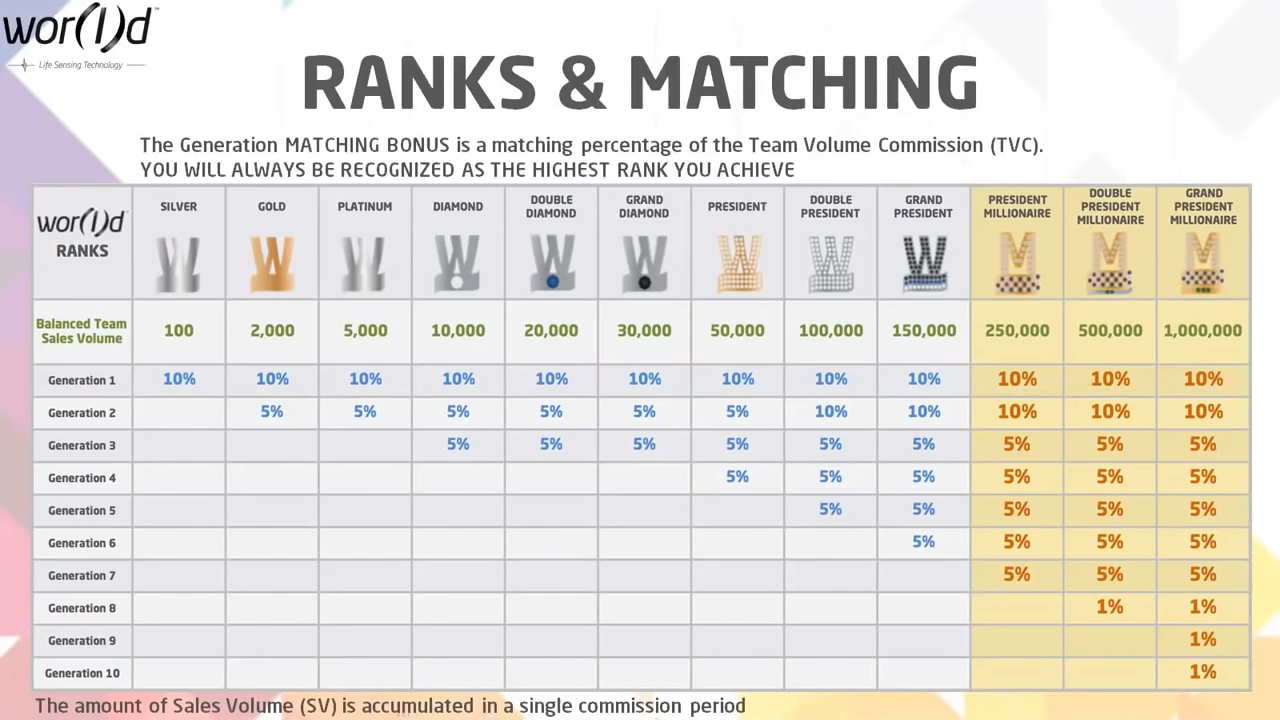 wor(l)d™
Life Sensing Technology
RANKS & MATCHING
The Generation MATCHING BONUS is a matching percentage of the Team Volume Commission (TVC).
YOU WILL ALWAYS BE RECOGNIZED AS THE HIGHEST RANK YOU ACHIEVE
wor(l)d® RANKS SILVER GOLD PLATINUM DIAMOND DOUBLE DIAMOND GRAND DIAMOND PRESIDENT DOUBLE PRESIDENT GRAND PRESIDENT PRESIDENT MILLIONAIRE DOUBLE PRESIDENT MILLIONAIRE GRAND PRESIDENT MILLIONAIRE
Balanced Team Sales Volume 100 2,000 5,000 10,000 20,000 30,000 50,000 100,000 150,000 250,000 500,000 1,000,000
Generation 1 10% 10% 10% 10% 10% 10% 10% 10% 10% 10% 10% 10%
Generation 2 5% 5% 5% 5% 5% 5% 10% 10% 10% 10% 10%
Generation 3 5% 5% 5% 5% 5% 5% 5% 5% 5%
Generation 4 5% 5% 5% 5% 5% 5%
Generation 5 5% 5% 5% 5% 5%
Generation 6 5% 5% 5% 5%
Generation 7 5% 5% 5%
Generation 8 1% 1%
Generation 9 1%
Generation 10 1%
The amount of Sales Volume (SV) is accumulated in a single commission period